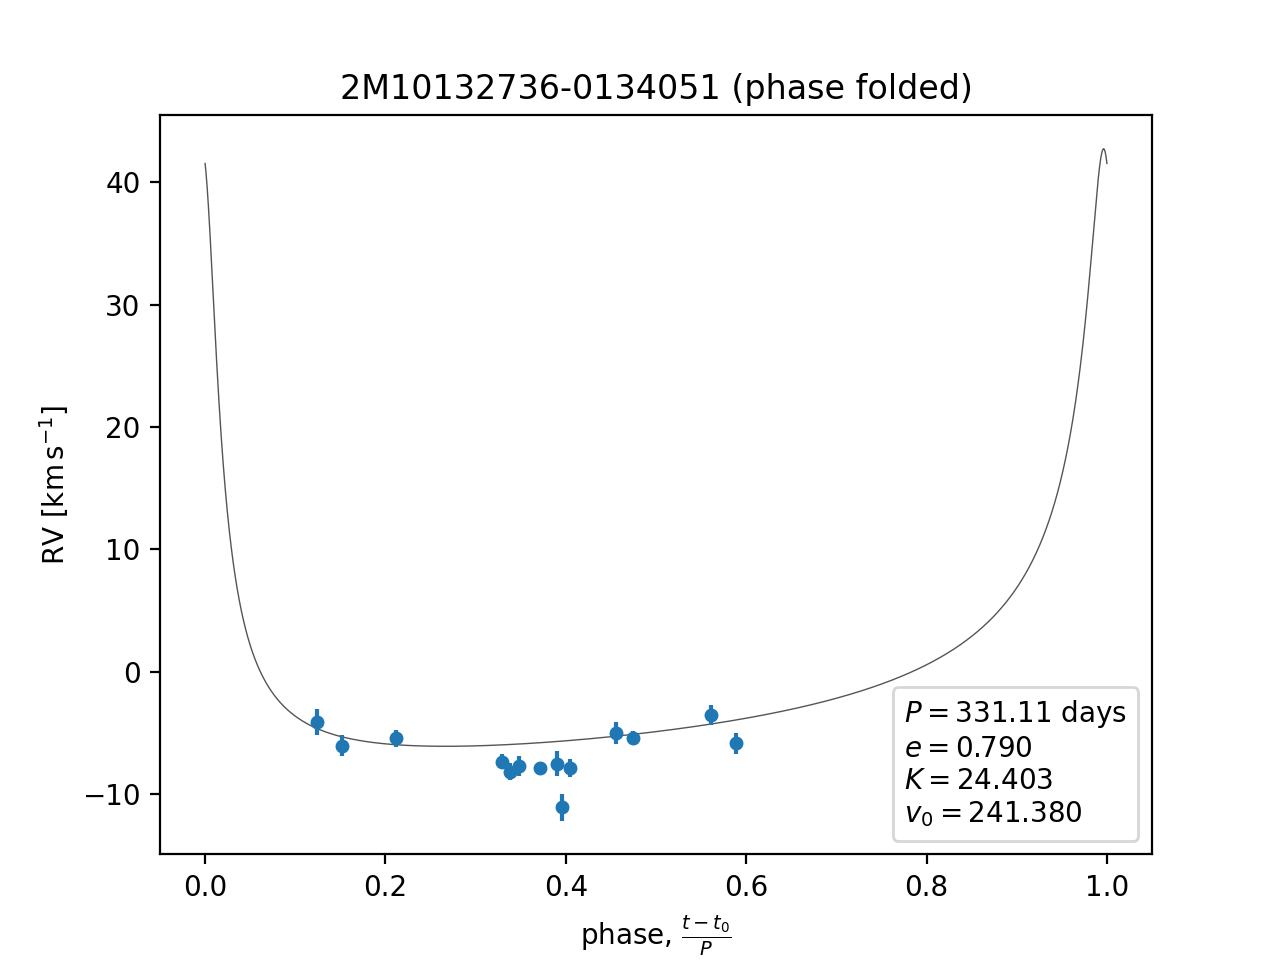 2M10132736-0134051 (phase folded)
RV [km s⁻¹]
40
30
20
10
0
−10
P = 331.11 days
e = 0.790
K = 24.403
v₀ = 241.380
0.0 0.2 0.4 0.6 0.8 1.0
phase, (t − t₀)/P